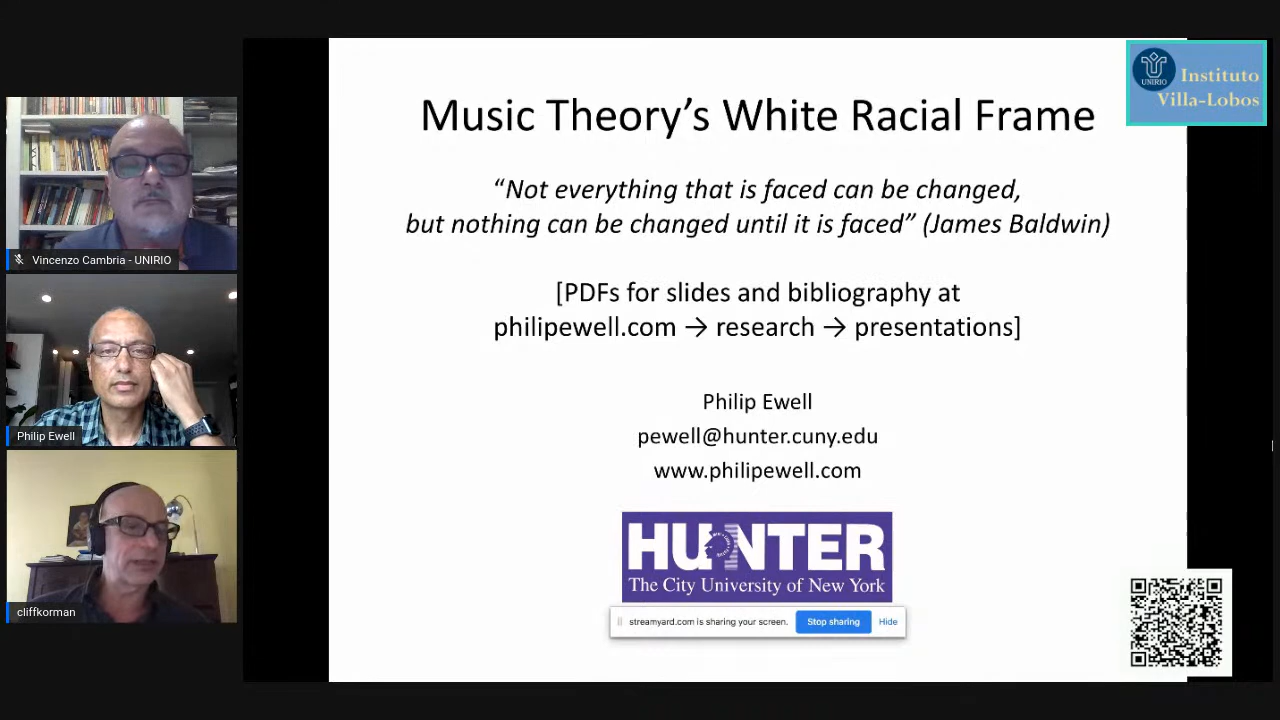 Music Theory's White Racial Frame
“Not everything that is faced can be changed,
but nothing can be changed until it is faced” (James Baldwin)
[PDFs for slides and bibliography at
philipewell.com → research → presentations]
Philip Ewell
pewell@hunter.cuny.edu
www.philipewell.com
HUNTER
The City University of New York
streamyard.com is sharing your screen.
Stop sharing
Hide
UNIRIO
Instituto
Villa-Lobos
Vincenzo Cambria - UNIRIO
Philip Ewell
cliffkorman